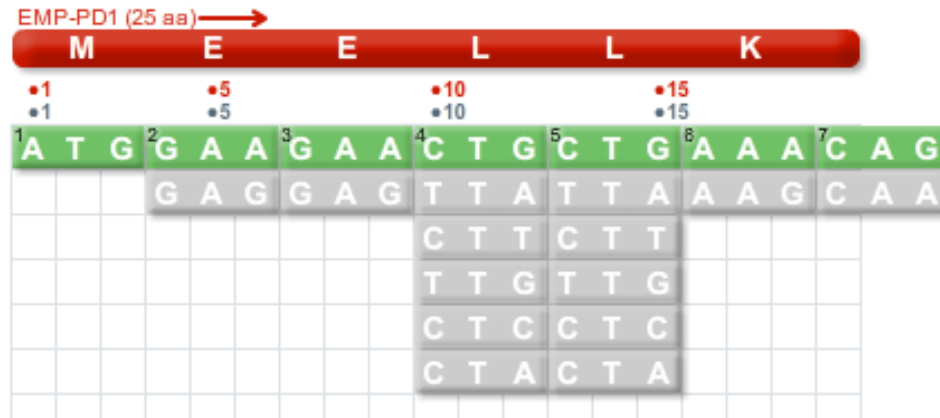 EMP-PD1 (25 aa)
M E E L L K
•1 •5 •10 •15
•1 •5 •10 •15
1 2 3 4 5 6 7
A T G G A A G A A C T G C T G A A A C A G
G A G G A G T T A T T A A A G C A A
C T T C T T
T T G T T G
C T C C T C
C T A C T A